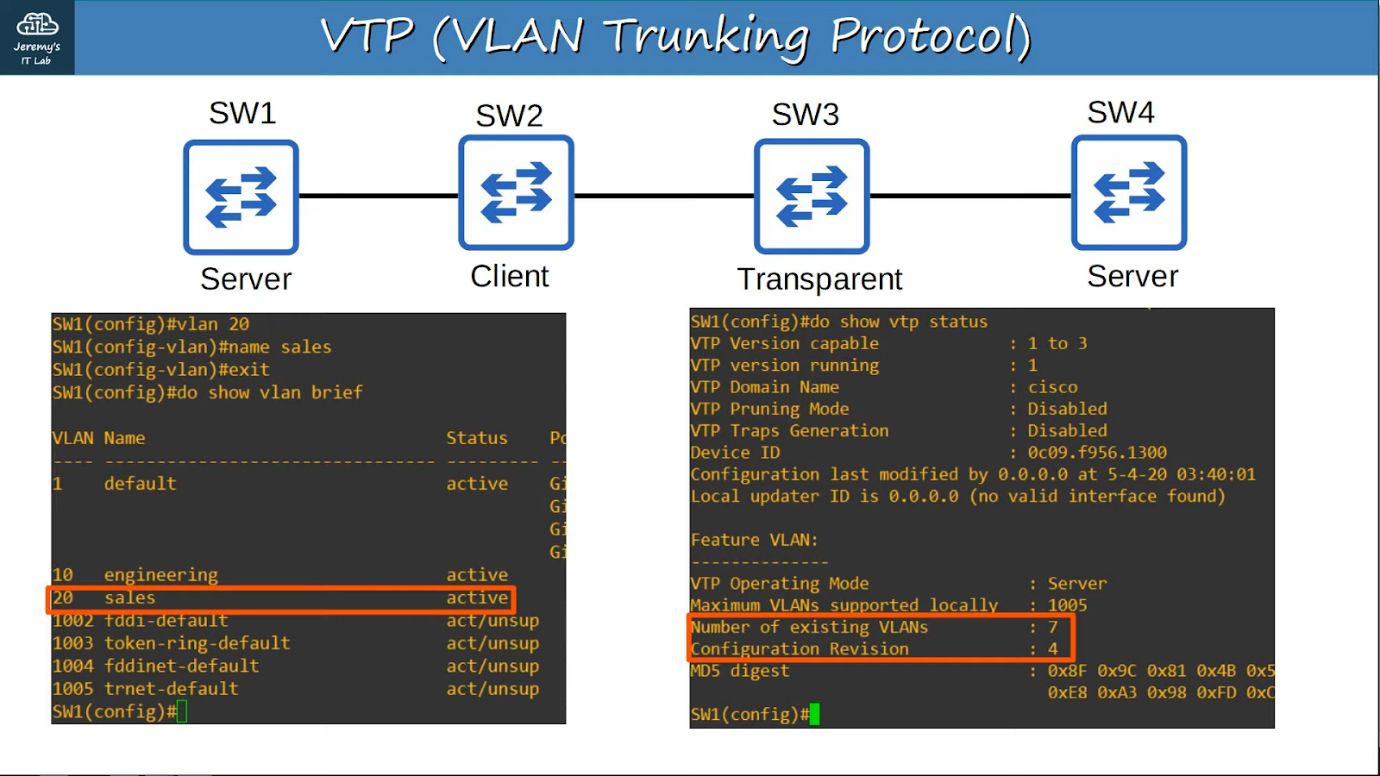 Jeremy's
IT Lab
VTP (VLAN Trunking Protocol)
SW1
SW2
SW3
SW4
Server
Client
Transparent
Server
SW1(config)#vlan 20
SW1(config-vlan)#name sales
SW1(config-vlan)#exit
SW1(config)#do show vlan brief
VLAN Name Status Po
---- -------------------------------- --------- --
1 default active Gi
Gi
Gi
Gi
10 engineering active
20 sales active
1002 fddi-default act/unsup
1003 token-ring-default act/unsup
1004 fddinet-default act/unsup
1005 trnet-default act/unsup
SW1(config)#
SW1(config)#do show vtp status
VTP Version capable : 1 to 3
VTP version running : 1
VTP Domain Name : cisco
VTP Pruning Mode : Disabled
VTP Traps Generation : Disabled
Device ID : 0c09.f956.1300
Configuration last modified by 0.0.0.0 at 5-4-20 03:40:01
Local updater ID is 0.0.0.0 (no valid interface found)
Feature VLAN:
--------------
VTP Operating Mode : Server
Maximum VLANs supported locally : 1005
Number of existing VLANs : 7
Configuration Revision : 4
MD5 digest : 0x8F 0x9C 0x81 0x4B 0x5
0xE8 0xA3 0x98 0xFD 0xC
SW1(config)#